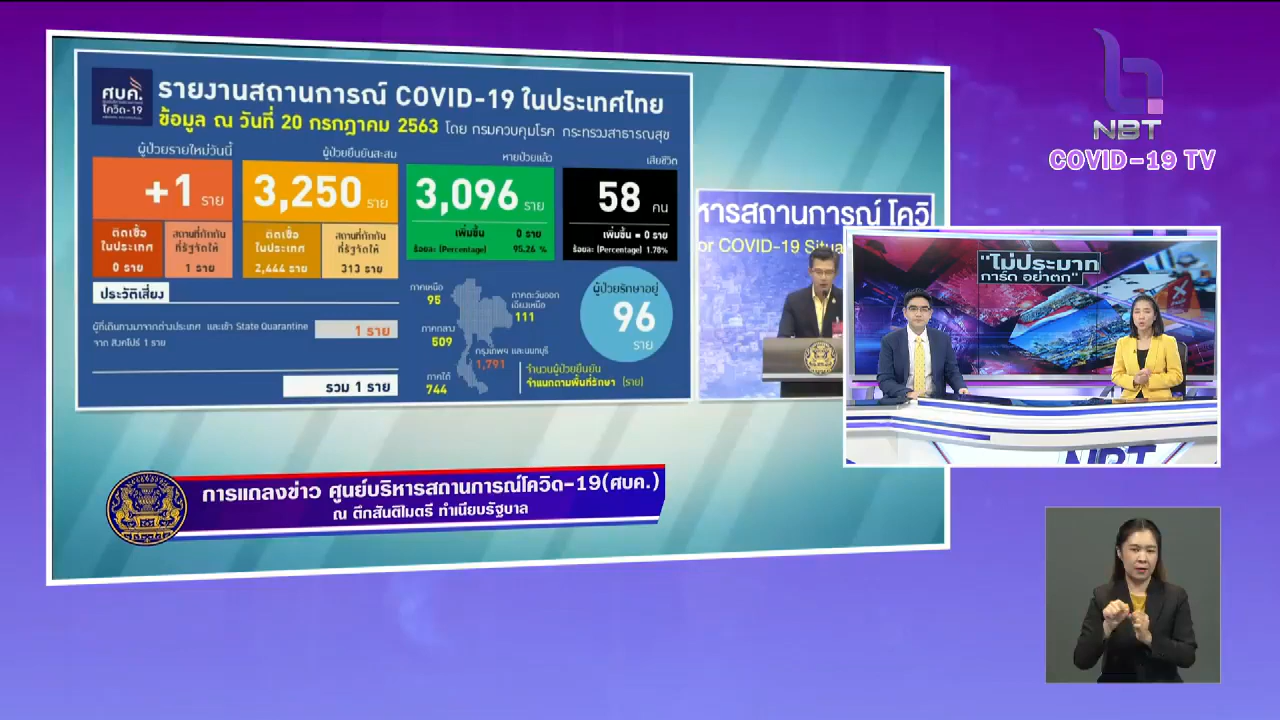 ศบค.
โควิด-19
รายงานสถานการณ์ COVID-19 ในประเทศไทย
ข้อมูล ณ วันที่ 20 กรกฎาคม 2563 โดย กรมควบคุมโรค กระทรวงสาธารณสุข
ผู้ป่วยรายใหม่วันนี้
+1 ราย
ติดเชื้อ
ในประเทศ
0 ราย
สถานที่กักกัน
ที่รัฐจัดให้
1 ราย
ผู้ป่วยยืนยันสะสม
3,250 ราย
ติดเชื้อ
ในประเทศ
2,444 ราย
สถานที่กักกัน
ที่รัฐจัดให้
313 ราย
หายป่วยแล้ว
3,096 ราย
เพิ่มขึ้น 0 ราย
ร้อยละ (Percentage) 95.26 %
เสียชีวิต
58 คน
เพิ่มขึ้น = 0 ราย
ร้อยละ (Percentage) 1.78%
ประวัติเสี่ยง
ผู้ที่เดินทางมาจากต่างประเทศ และเข้า State Quarantine
จาก สิงคโปร์ 1 ราย
1 ราย
รวม 1 ราย
ภาคเหนือ
95
ภาคตะวันออก
เฉียงเหนือ
111
ภาคกลาง
509
กรุงเทพฯ และนนทบุรี
1,791
ภาคใต้
744
จำนวนผู้ป่วยยืนยัน
จำแนกตามพื้นที่รักษา (ราย)
ผู้ป่วยรักษาอยู่
96
ราย
หารสถานการณ์ โควิ
or COVID-19 Situa
"ไม่ประมาท
การ์ด อย่าตก"
NBT
NBT
COVID-19 TV
การแถลงข่าว ศูนย์บริหารสถานการณ์โควิด-19(ศบค.)
ณ ตึกสันติไมตรี ทำเนียบรัฐบาล